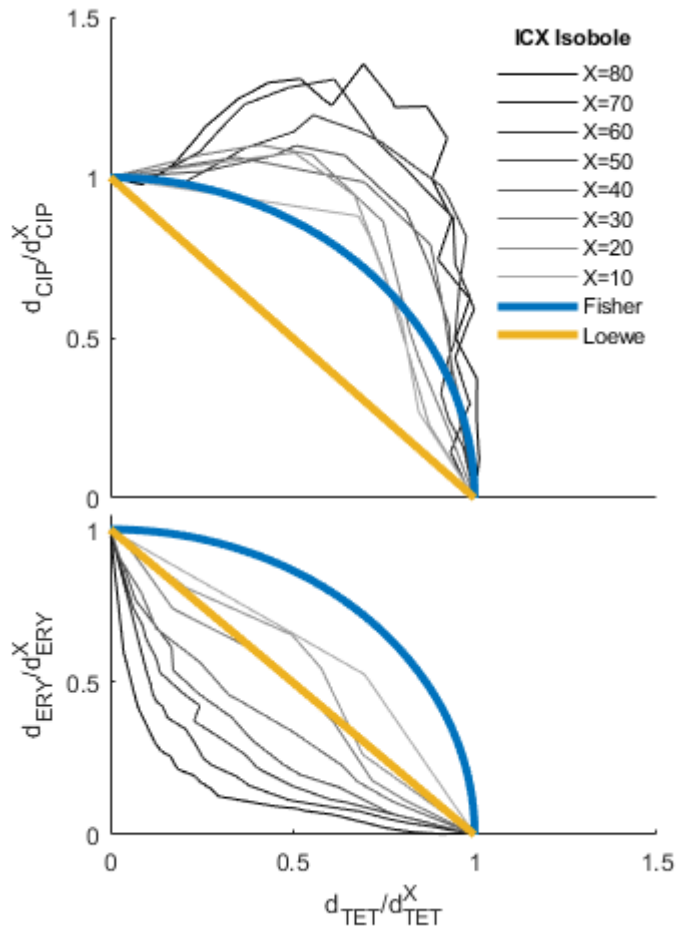 1.5
ICX Isobole
X=80
X=70
X=60
X=50
X=40
X=30
X=20
X=10
Fisher
Loewe
1
0.5
0
d_CIP/d^X_CIP
1
0.5
0
d_ERY/d^X_ERY
0 0.5 1 1.5
d_TET/d^X_TET